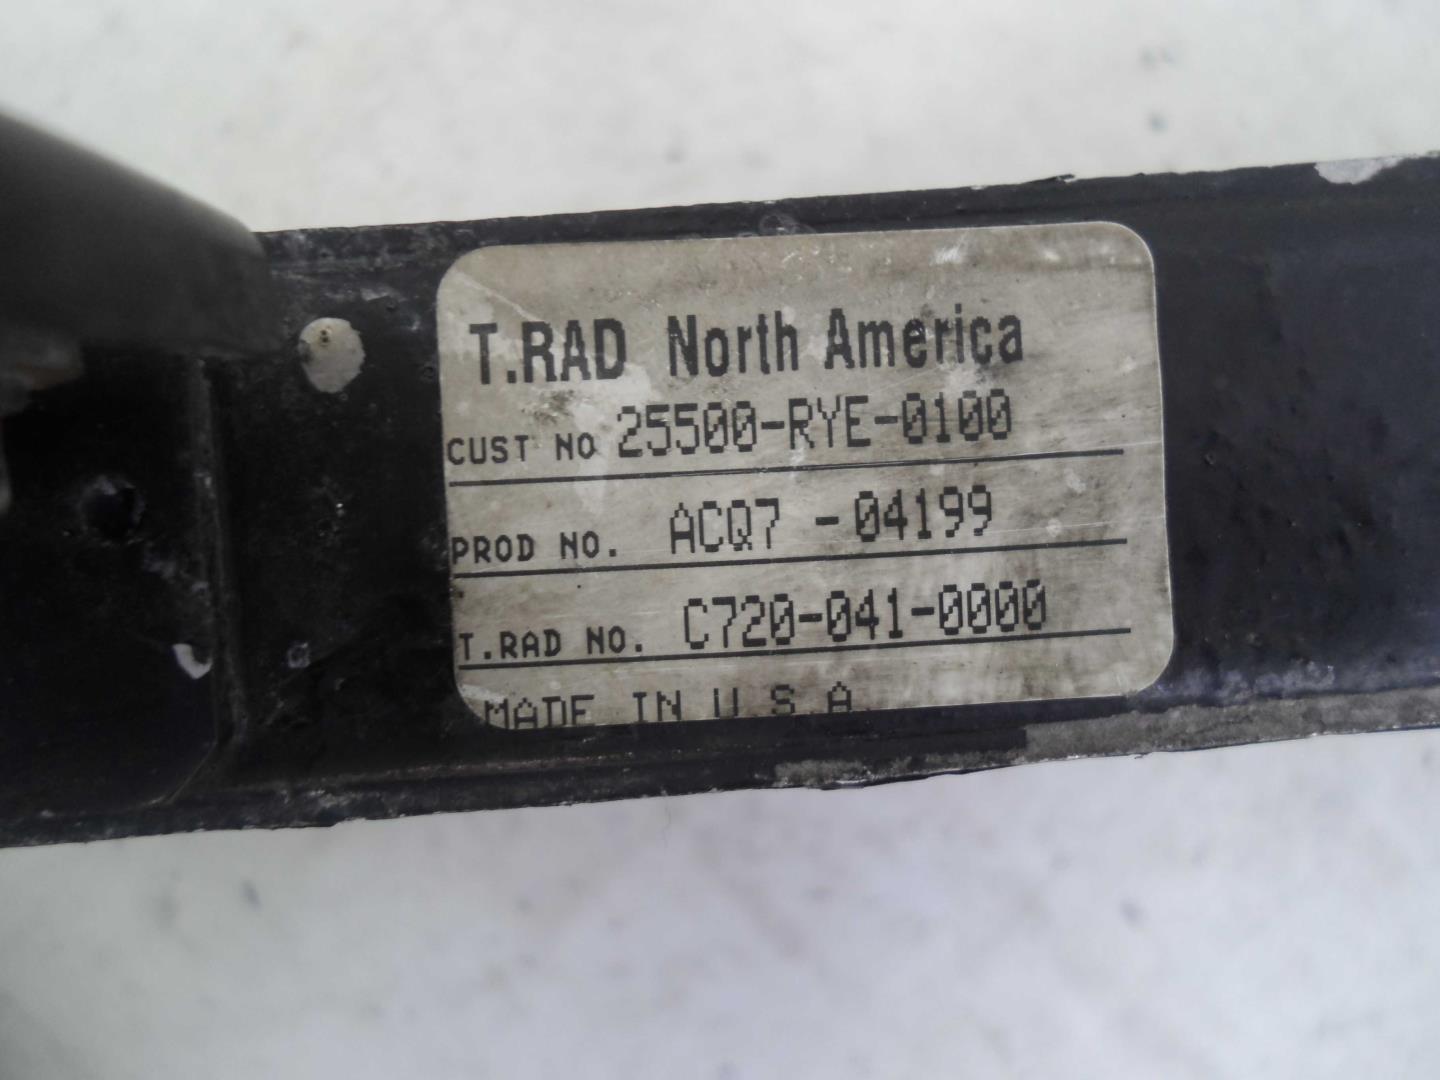 T.RAD North America
CUST NO 25500-RYE-0100
PROD NO. ACQ7 -04199
T.RAD NO. C720-041-0000
MADE IN U S A